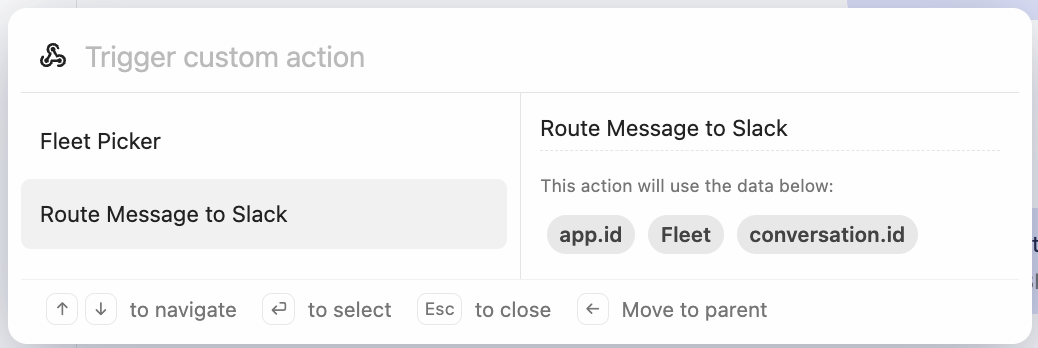 Trigger custom action
Fleet Picker
Route Message to Slack
Route Message to Slack
This action will use the data below:
app.id Fleet conversation.id
↑ ↓ to navigate ↵ to select Esc to close ← Move to parent